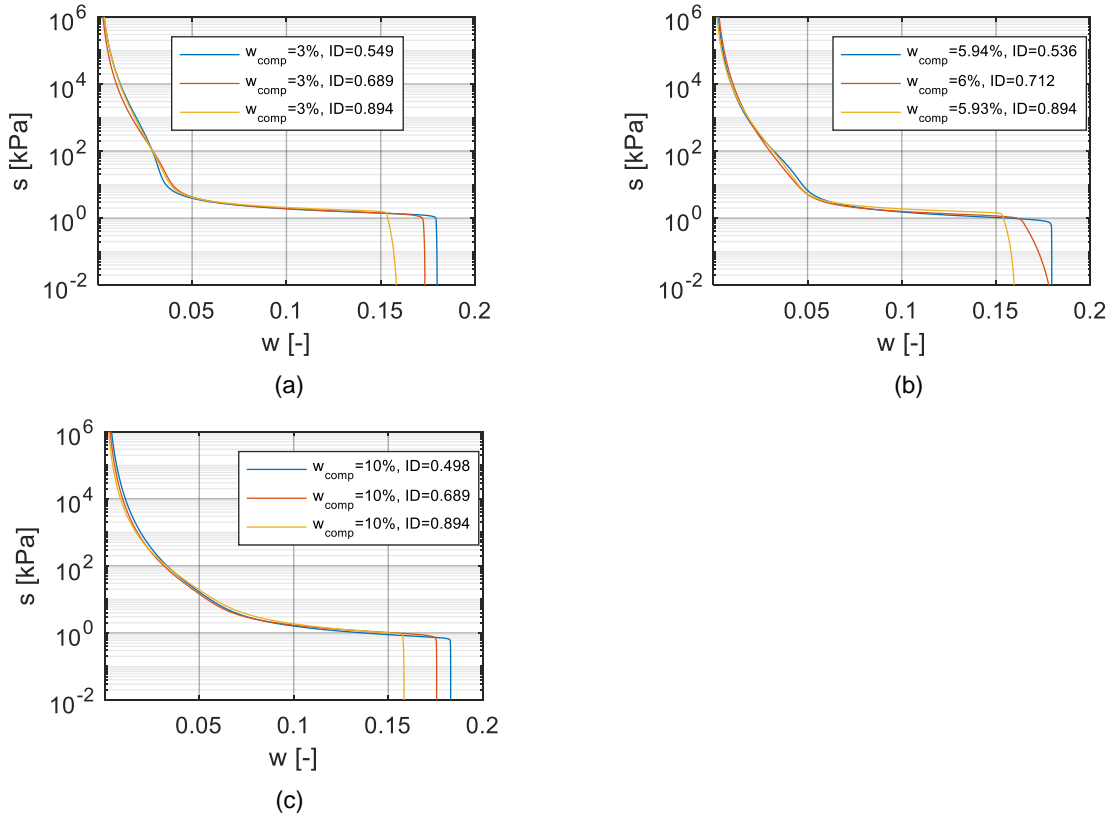 10^6
10^4
10^2
10^0
10^-2
s [kPa]
w_comp=3%, ID=0.549
w_comp=3%, ID=0.689
w_comp=3%, ID=0.894
0.05
0.1
0.15
0.2
w [-]
(a)
10^6
10^4
10^2
10^0
10^-2
s [kPa]
w_comp=5.94%, ID=0.536
w_comp=6%, ID=0.712
w_comp=5.93%, ID=0.894
0.05
0.1
0.15
0.2
w [-]
(b)
10^6
10^4
10^2
10^0
10^-2
s [kPa]
w_comp=10%, ID=0.498
w_comp=10%, ID=0.689
w_comp=10%, ID=0.894
0.05
0.1
0.15
0.2
w [-]
(c)